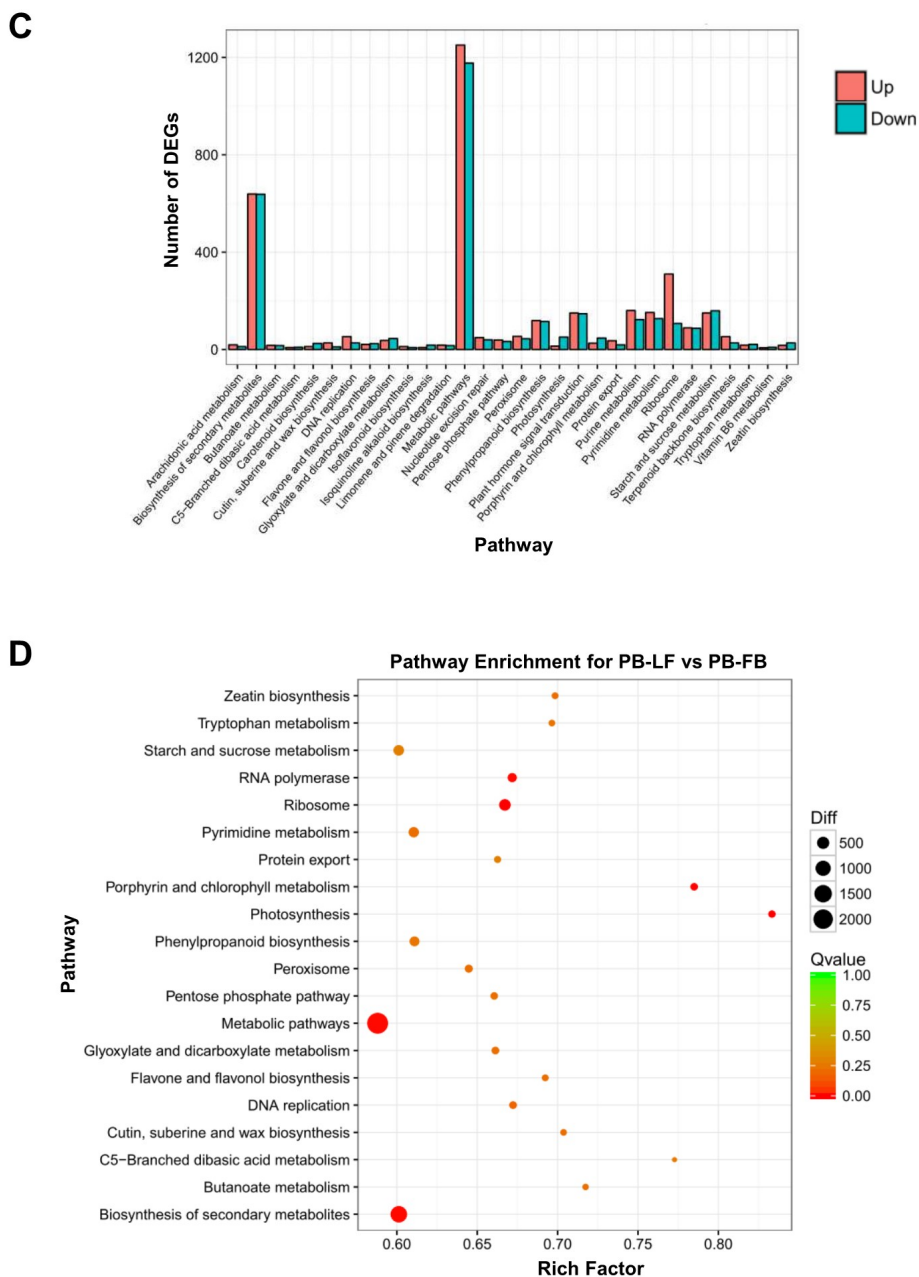 C
Number of DEGs
1200
800
400
0
Up
Down
Arachidonic acid metabolism
Biosynthesis of secondary metabolites
Butanoate metabolism
C5−Branched dibasic acid metabolism
Carotenoid biosynthesis
Cutin, suberine and wax biosynthesis
DNA replication
Flavone and flavonol biosynthesis
Glyoxylate and dicarboxylate metabolism
Isoflavonoid biosynthesis
Isoquinoline alkaloid biosynthesis
Limonene and pinene degradation
Metabolic pathways
Nucleotide excision repair
Pentose phosphate pathway
Peroxisome
Phenylpropanoid biosynthesis
Photosynthesis
Plant hormone signal transduction
Porphyrin and chlorophyll metabolism
Protein export
Purine metabolism
Pyrimidine metabolism
Ribosome
RNA polymerase
Starch and sucrose metabolism
Terpenoid backbone biosynthesis
Tryptophan metabolism
Vitamin B6 metabolism
Zeatin biosynthesis
Pathway
D
Pathway Enrichment for PB-LF vs PB-FB
Pathway
Zeatin biosynthesis
Tryptophan metabolism
Starch and sucrose metabolism
RNA polymerase
Ribosome
Pyrimidine metabolism
Protein export
Porphyrin and chlorophyll metabolism
Photosynthesis
Phenylpropanoid biosynthesis
Peroxisome
Pentose phosphate pathway
Metabolic pathways
Glyoxylate and dicarboxylate metabolism
Flavone and flavonol biosynthesis
DNA replication
Cutin, suberine and wax biosynthesis
C5−Branched dibasic acid metabolism
Butanoate metabolism
Biosynthesis of secondary metabolites
0.60 0.65 0.70 0.75 0.80
Rich Factor
Diff
500
1000
1500
2000
Qvalue
1.00
0.75
0.50
0.25
0.00